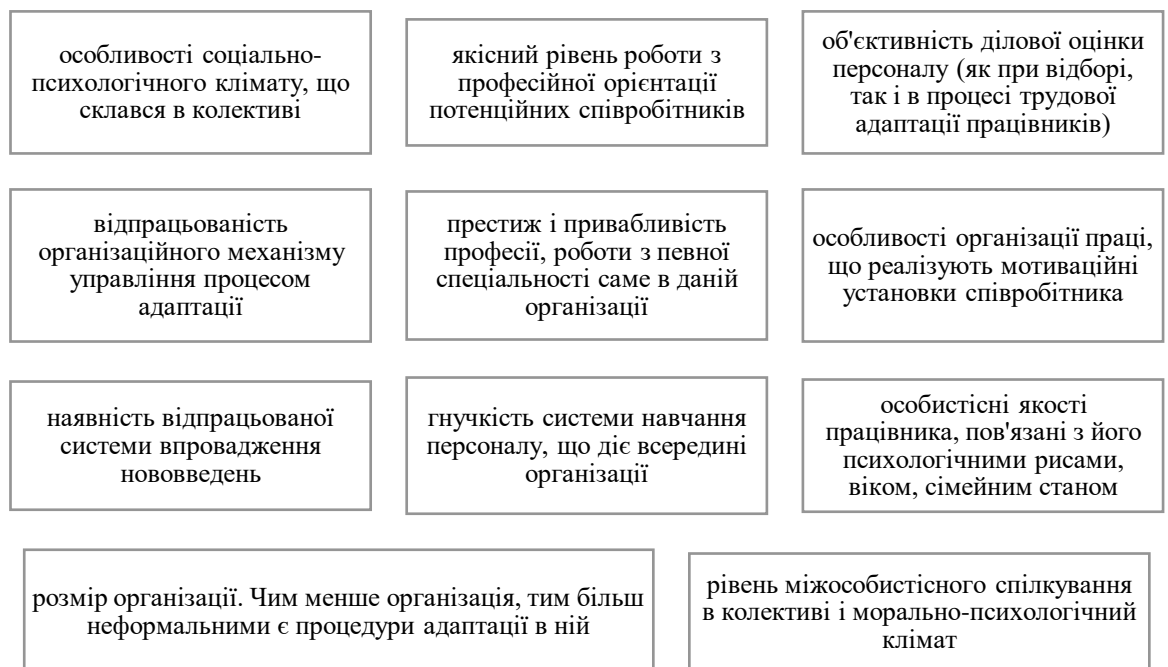 особливості соціально-
психологічного клімату, що
склався в колективі
якісний рівень роботи з
професійної орієнтації
потенційних співробітників
об'єктивність ділової оцінки
персоналу (як при відборі,
так і в процесі трудової
адаптації працівників)
відпрацьованість
організаційного механізму
управління процесом
адаптації
престиж і привабливість
професії, роботи з певної
спеціальності саме в даній
організації
особливості організації праці,
що реалізують мотиваційні
установки співробітника
наявність відпрацьованої
системи впровадження
нововведень
гнучкість системи навчання
персоналу, що діє всередині
організації
особистісні якості
працівника, пов'язані з його
психологічними рисами,
віком, сімейним станом
розмір організації. Чим менше організація, тим більш
неформальними є процедури адаптації в ній
рівень міжособистісного спілкування
в колективі і морально-психологічний
клімат